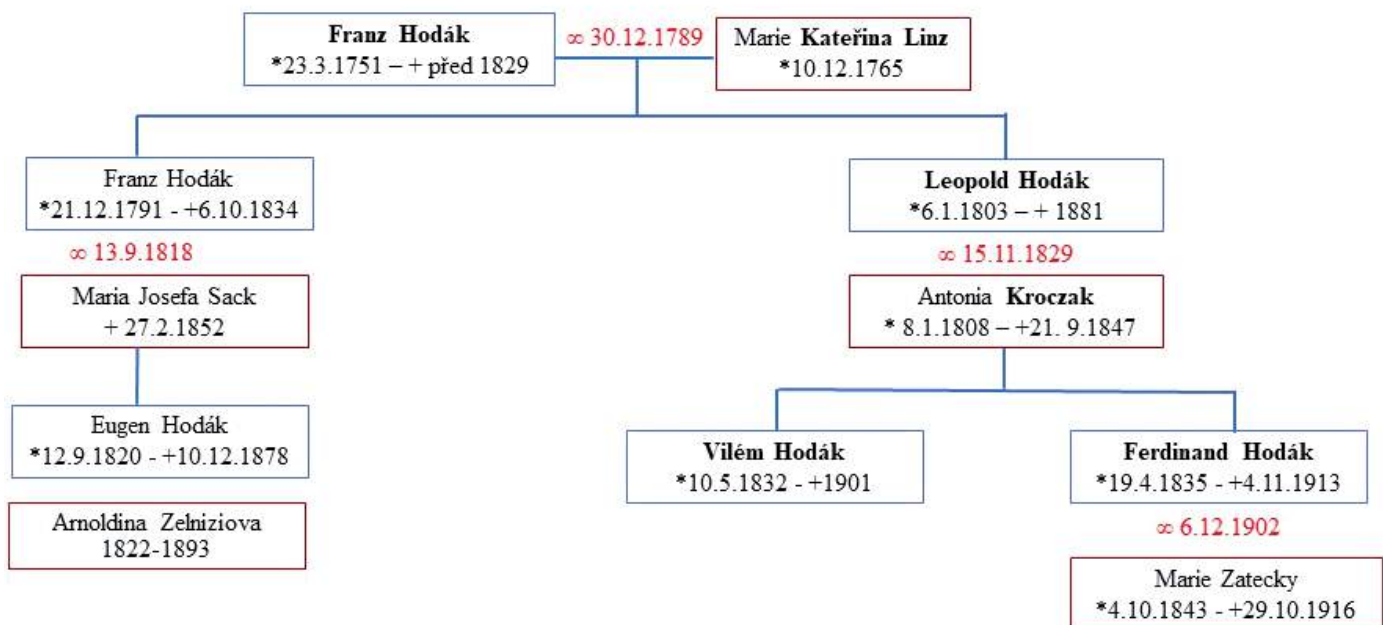 Franz Hodák
*23.3.1751 – + před 1829
∞ 30.12.1789
Marie Kateřina Linz
*10.12.1765
Franz Hodák
*21.12.1791 - +6.10.1834
∞ 13.9.1818
Maria Josefa Sack
+ 27.2.1852
Eugen Hodák
*12.9.1820 - +10.12.1878
Arnoldina Zelniziova
1822-1893
Leopold Hodák
*6.1.1803 – + 1881
∞ 15.11.1829
Antonia Kroczak
* 8.1.1808 – +21. 9.1847
Vilém Hodák
*10.5.1832 - +1901
Ferdinand Hodák
*19.4.1835 - +4.11.1913
∞ 6.12.1902
Marie Zatecky
*4.10.1843 - +29.10.1916